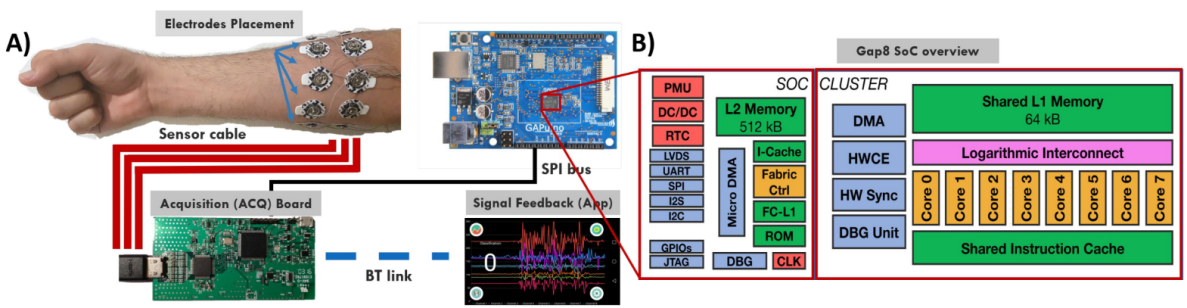 A)
Electrodes Placement
Sensor cable
GAPuino
SPI bus
Acquisition (ACQ) Board
BT link
Signal Feedback (App)
0
B)
Gap8 SoC overview
SOC
PMU
DC/DC
RTC
LVDS
UART
SPI
I2S
I2C
GPIOs
JTAG
L2 Memory
512 kB
Micro DMA
I-Cache
Fabric
Ctrl
FC-L1
ROM
DBG
CLK
CLUSTER
DMA
HWCE
HW Sync
DBG Unit
Shared L1 Memory
64 kB
Logarithmic Interconnect
Core 0
Core 1
Core 2
Core 3
Core 4
Core 5
Core 6
Core 7
Shared Instruction Cache